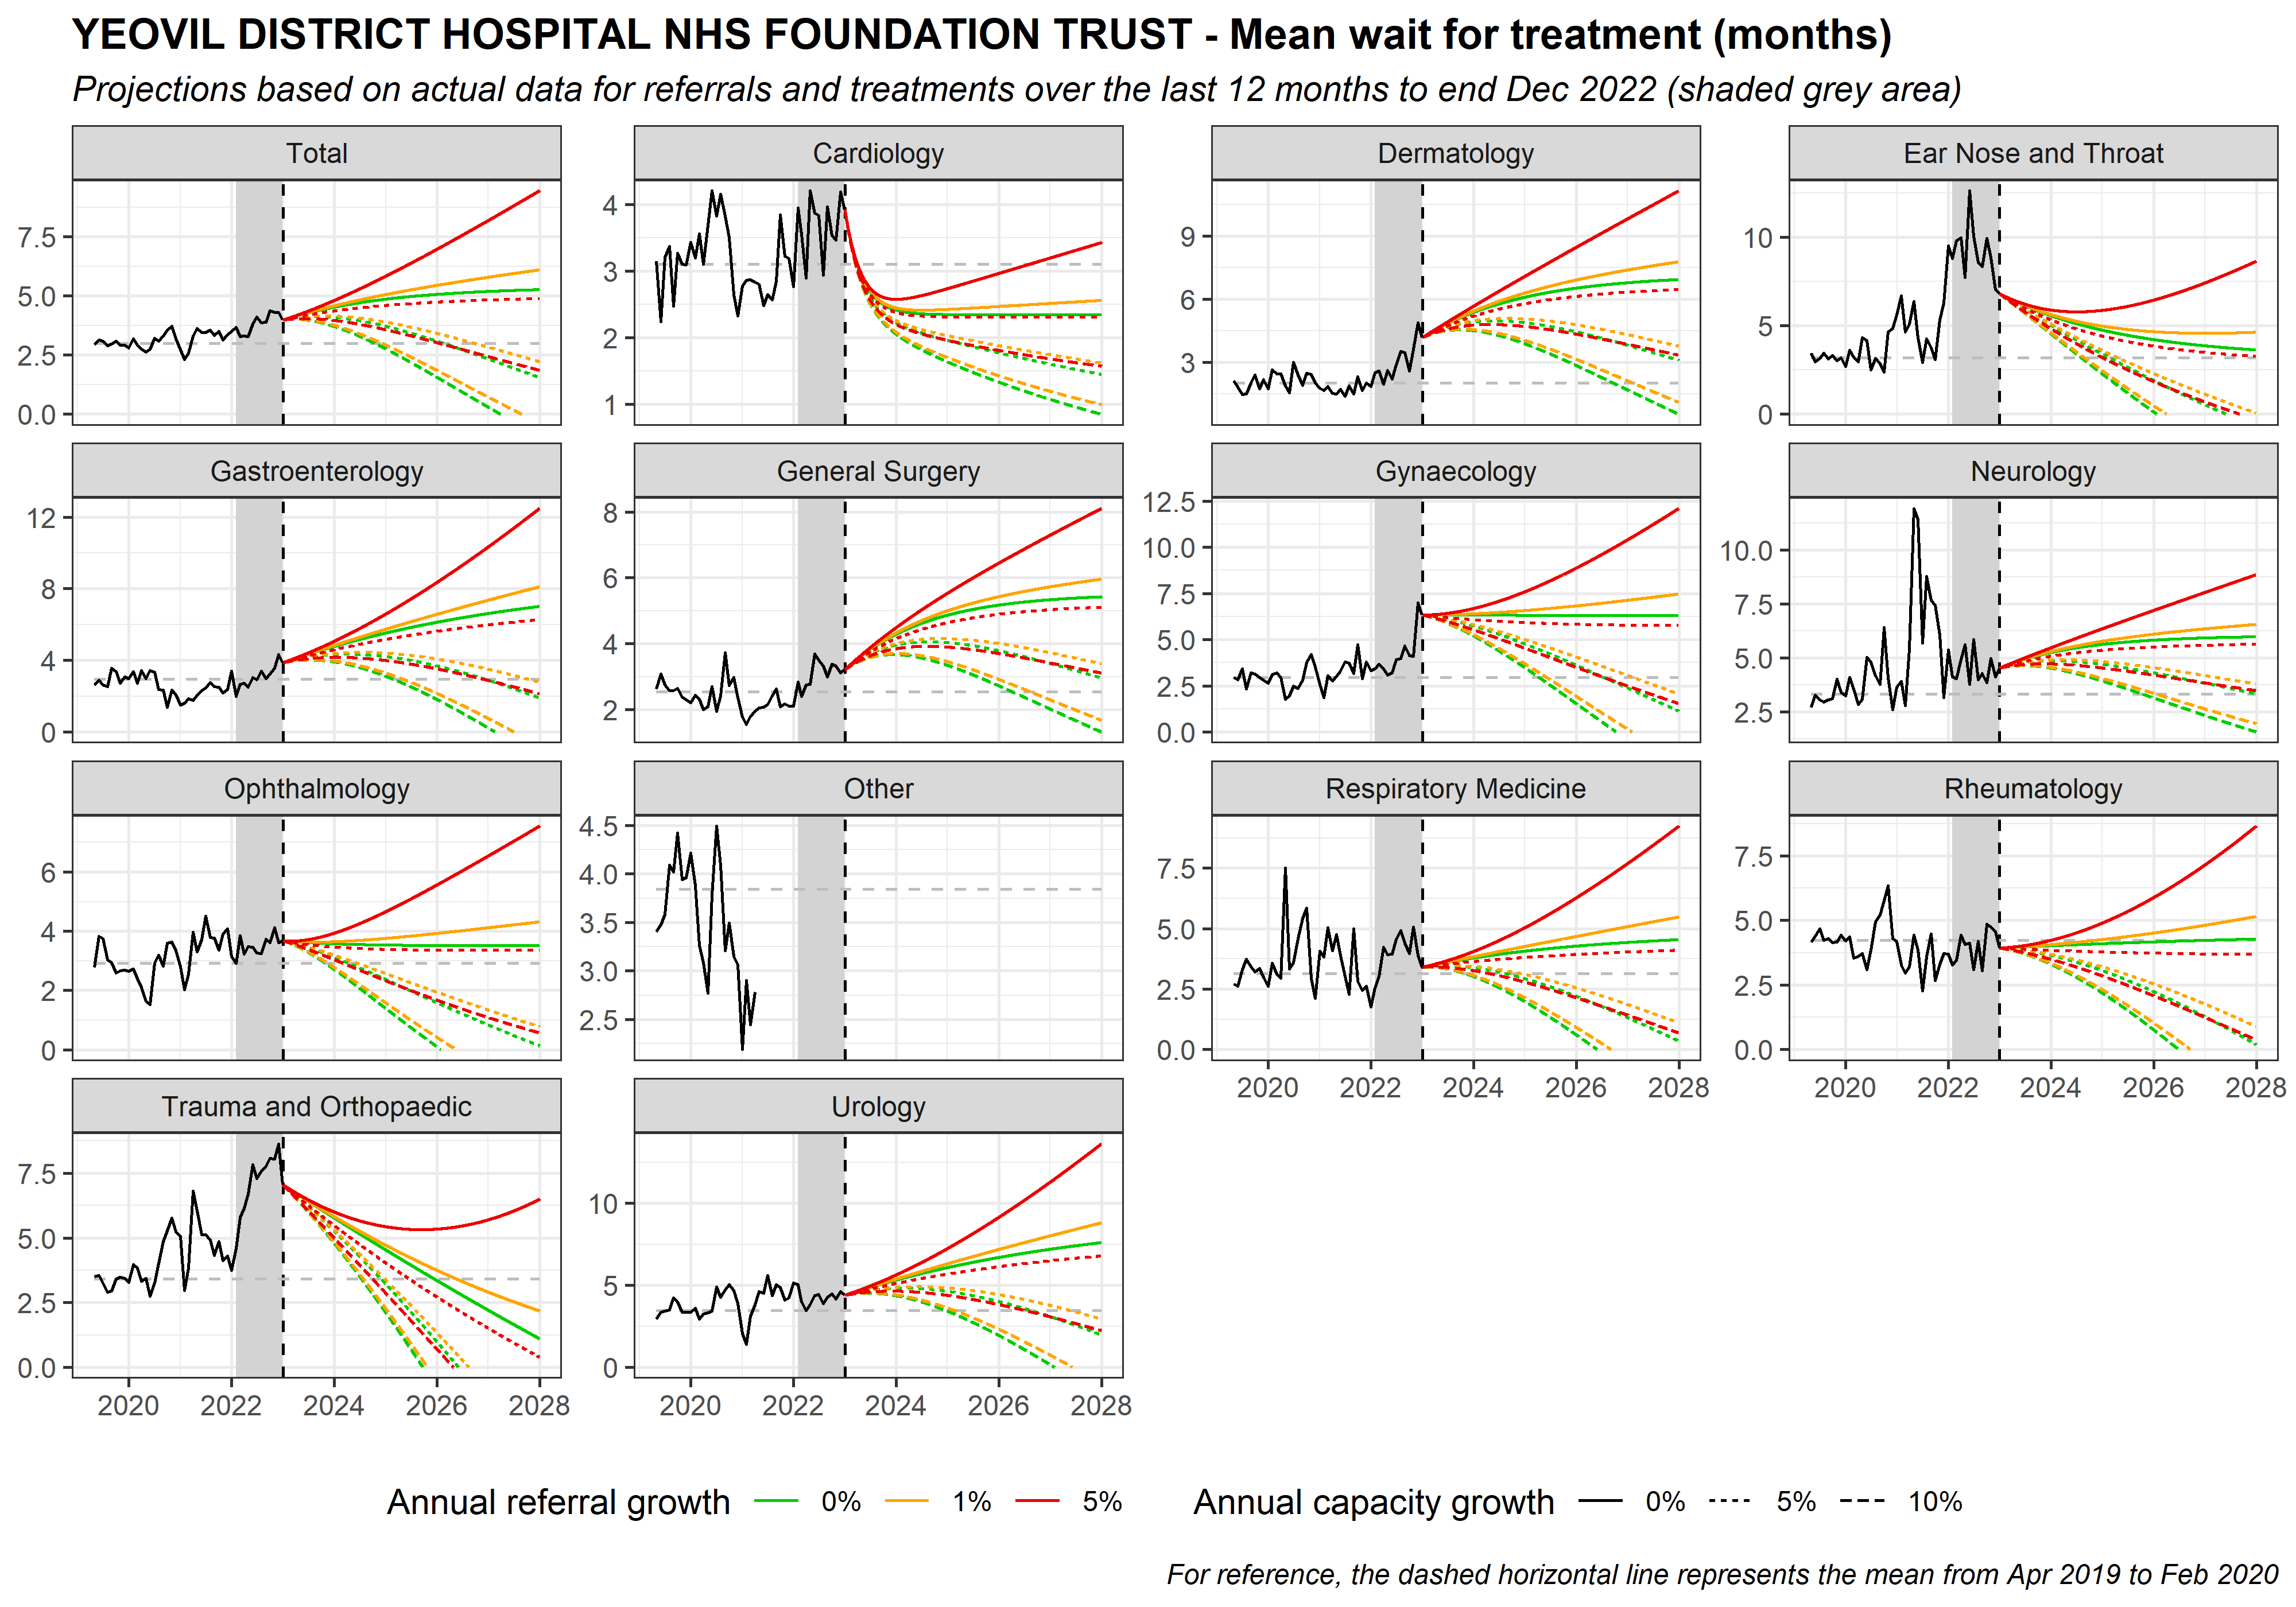 YEOVIL DISTRICT HOSPITAL NHS FOUNDATION TRUST - Mean wait for treatment (months)
Projections based on actual data for referrals and treatments over the last 12 months to end Dec 2022 (shaded grey area)
Total
Cardiology
Dermatology
Ear Nose and Throat
7.5
5.0
2.5
0.0
4
3
2
1
9
6
3
10
5
0
Gastroenterology
General Surgery
Gynaecology
Neurology
12
8
4
0
8
6
4
2
12.5
10.0
7.5
5.0
2.5
0.0
10.0
7.5
5.0
2.5
Ophthalmology
Other
Respiratory Medicine
Rheumatology
6
4
2
0
4.5
4.0
3.5
3.0
2.5
7.5
5.0
2.5
0.0
7.5
5.0
2.5
0.0
2020 2022 2024 2026 2028
2020 2022 2024 2026 2028
Trauma and Orthopaedic
Urology
7.5
5.0
2.5
0.0
10
5
0
2020 2022 2024 2026 2028
2020 2022 2024 2026 2028
Annual referral growth 0% 1% 5%
Annual capacity growth 0% 5% 10%
For reference, the dashed horizontal line represents the mean from Apr 2019 to Feb 2020